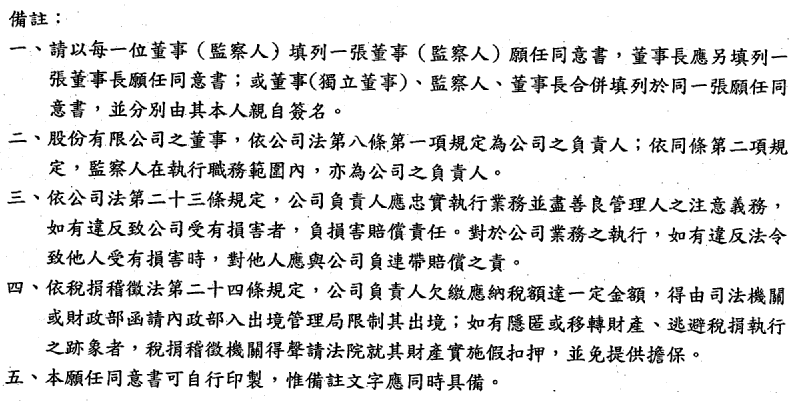 備註：
一、請以每一位董事（監察人）填列一張董事（監察人）願任同意書，董事長應另填列一
張董事長願任同意書；或董事(獨立董事)、監察人、董事長合併填列於同一張願任同
意書，並分別由其本人親自簽名。
二、股份有限公司之董事，依公司法第八條第一項規定為公司之負責人；依同條第二項規
定，監察人在執行職務範圍內，亦為公司之負責人。
三、依公司法第二十三條規定，公司負責人應忠實執行業務並盡善良管理人之注意義務，
如有違反致公司受有損害者，負損害賠償責任。對於公司業務之執行，如有違反法令
致他人受有損害時，對他人應與公司負連帶賠償之責。
四、依稅捐稽徵法第二十四條規定，公司負責人欠繳應納稅額達一定金額，得由司法機關
或財政部函請內政部入出境管理局限制其出境；如有隱匿或移轉財產、逃避稅捐執行
之跡象者，稅捐稽徵機關得聲請法院就其財產實施假扣押，並免提供擔保。
五、本願任同意書可自行印製，惟備註文字應同時具備。